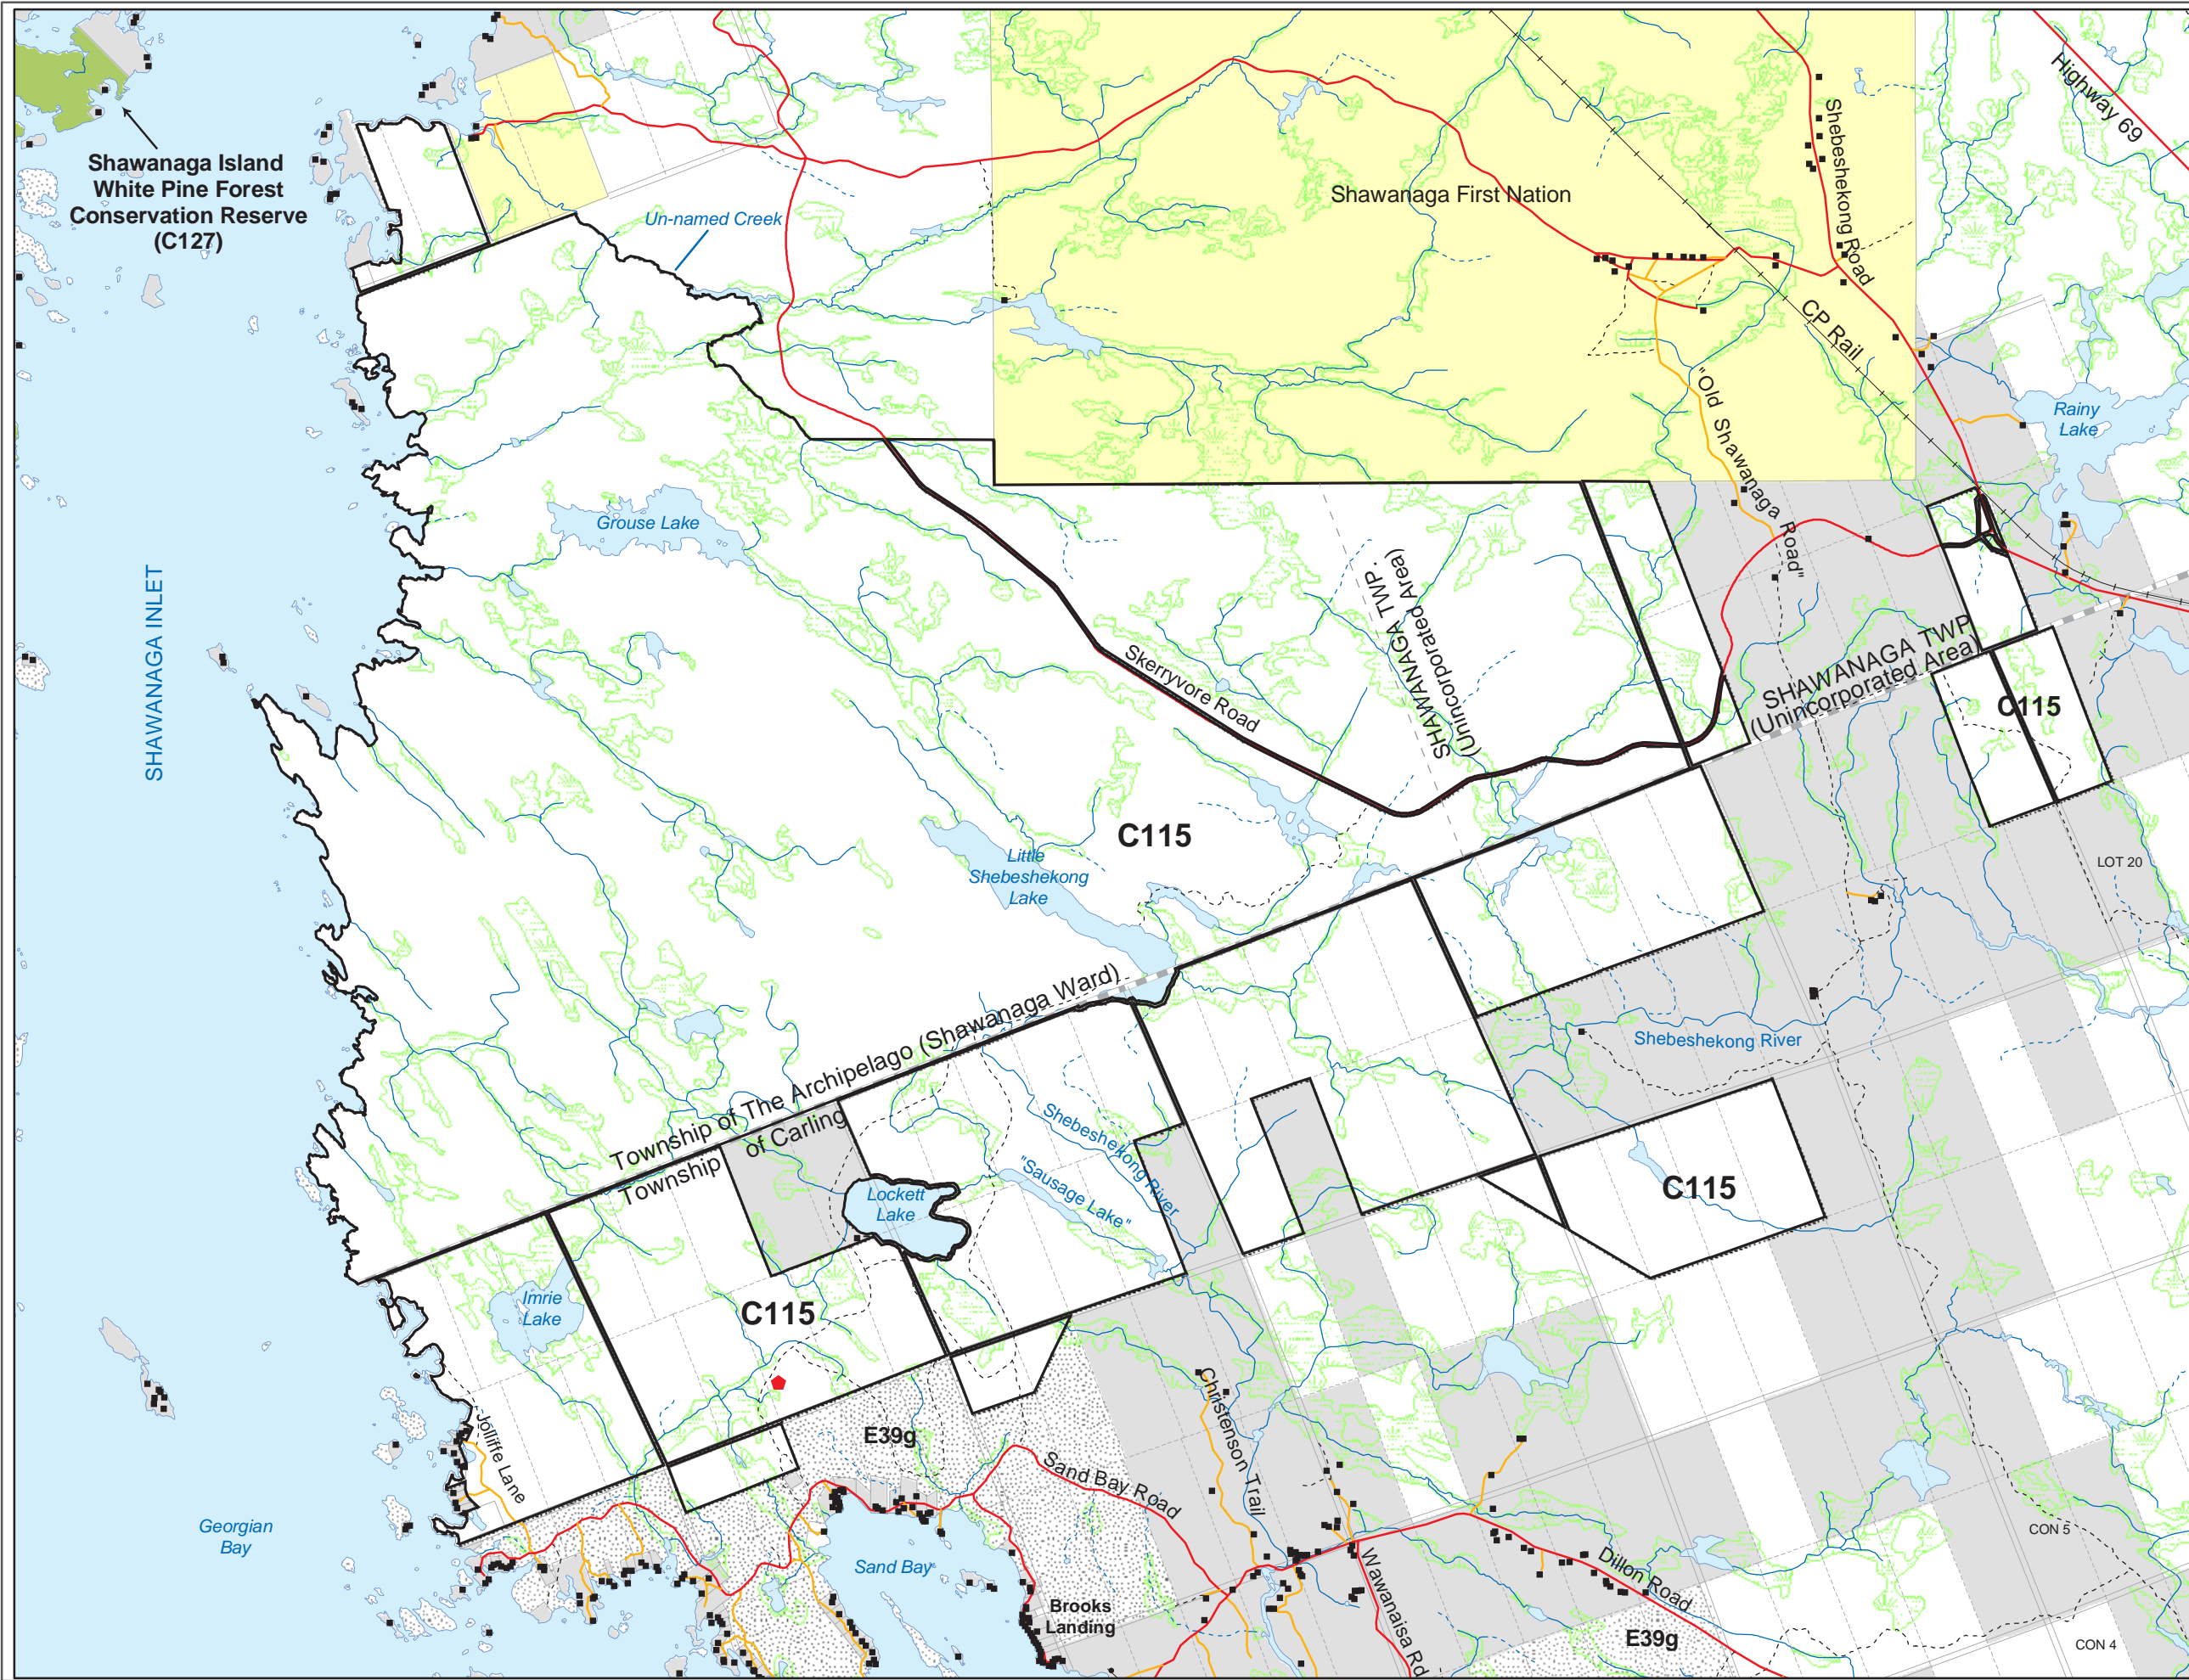 Highway 69
Shebeshekong Road
Shawanaga Island
White Pine Forest
Conservation Reserve
(C127)
Shawanaga First Nation
Un-named Creek
CP Rail
"Old Shawanaga Road"
Rainy
Lake
Grouse Lake
SHAWANAGA INLET
SHAWANAGA TWP.
(Unincorporated Area)
Skerryvore Road
SHAWANAGA TWP
(Unincorporated Area)
C115
C115
Little
Shebeshekong
Lake
LOT 20
Township of The Archipelago (Shawanaga Ward)
Township of Carling
Shebeshekong River
Shebeshekong River
"Sausage Lake"
Lockett
Lake
C115
Imrie
Lake
C115
Jolliffe Lane
E39g
Sand Bay Road
Christenson Trail
Georgian
Bay
Sand Bay
Brooks
Landing
Wawanaisa Rd
Dillon Road
E39g
CON 5
CON 4